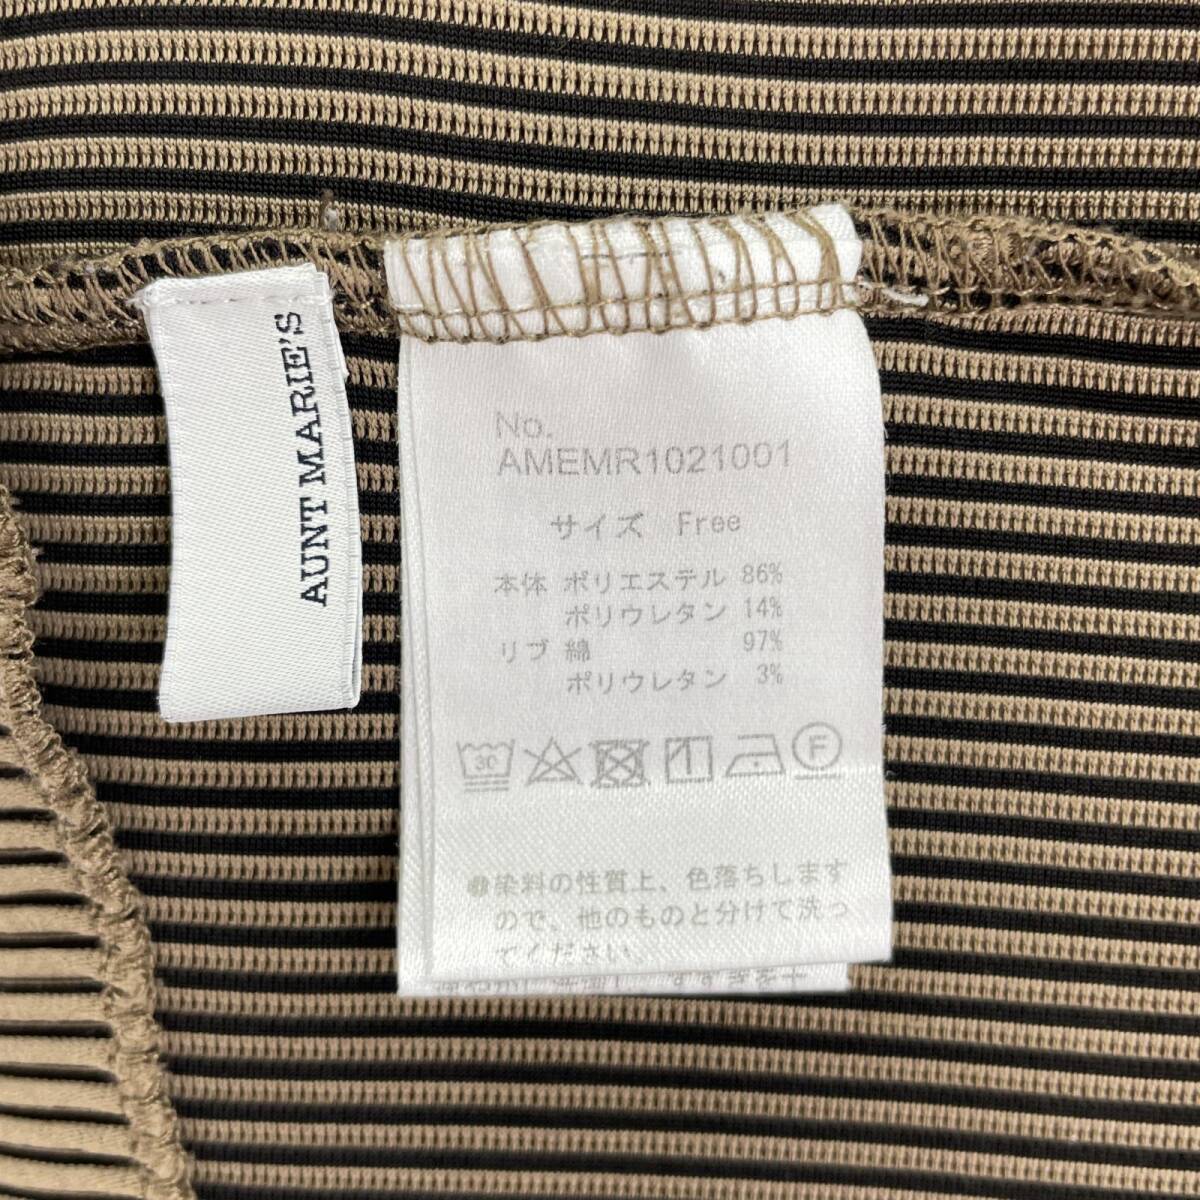 AUNT MARIE'S
No.
AMEMR1021001
サイズ Free
本体 ポリエステル 86%
ポリウレタン 14%
リブ 綿 97%
ポリウレタン 3%
30
F
●染料の性質上、色落ちします
ので、他のものと分けて洗っ
てください。